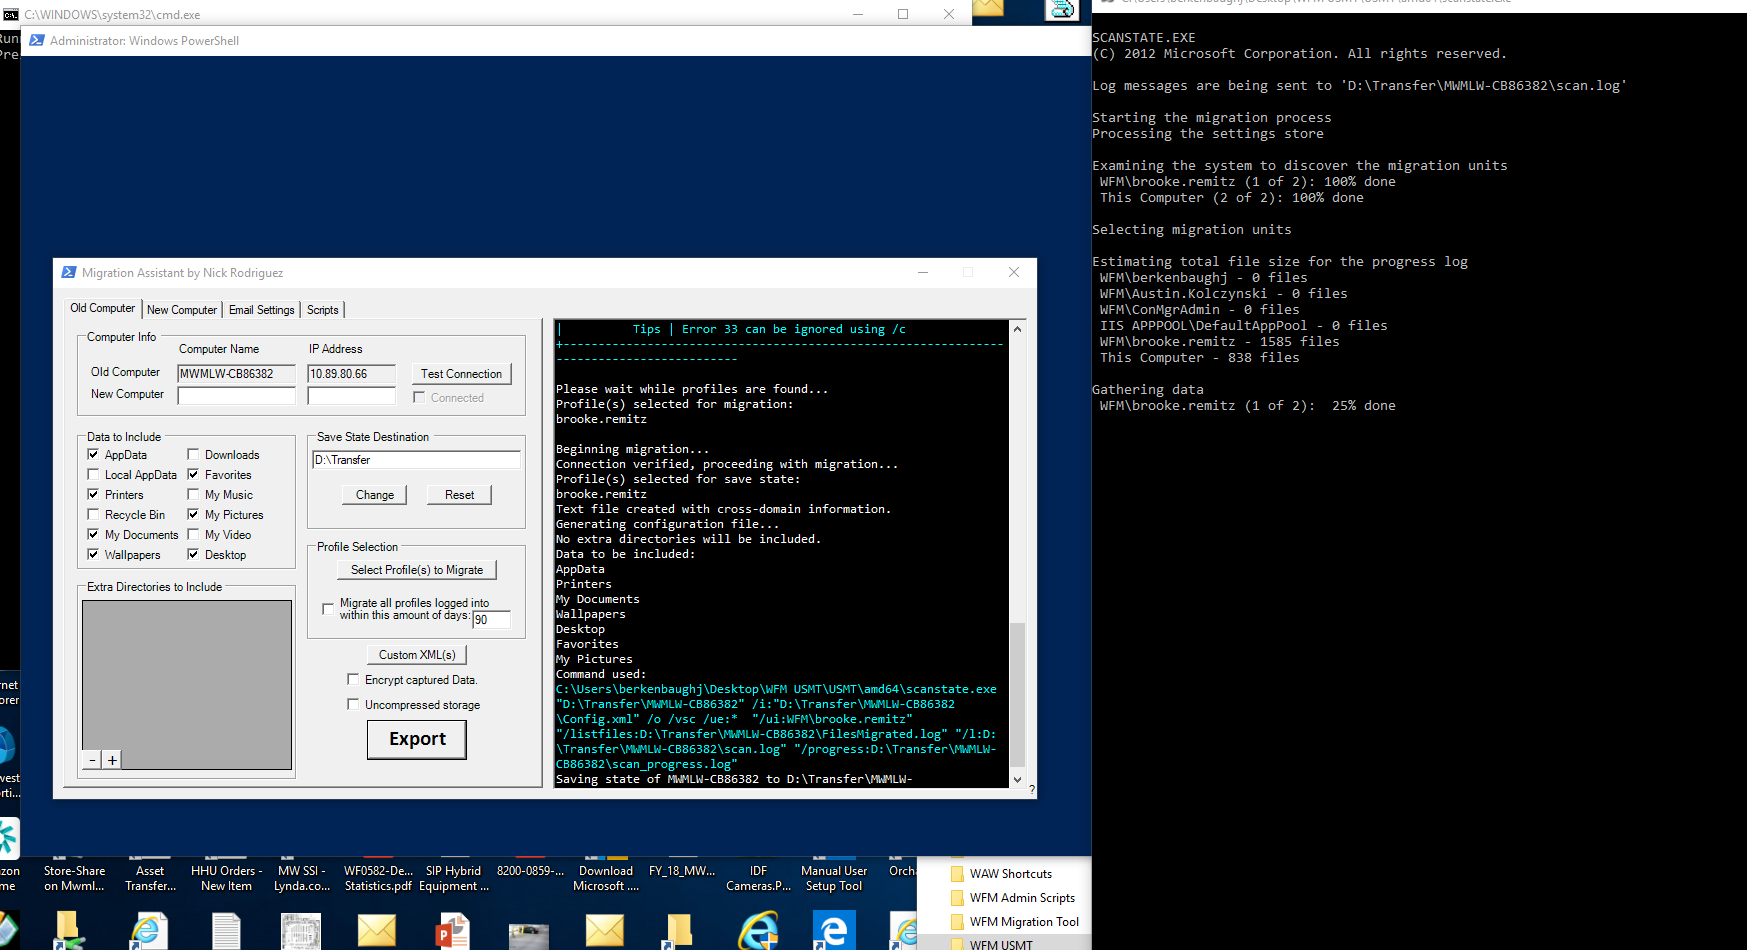 C:\WINDOWS\system32\cmd.exe
Administrator: Windows PowerShell
Migration Assistant by Nick Rodriguez
Old Computer
New Computer
Email Settings
Scripts
Computer Info
Computer Name
IP Address
Old Computer
MWMLW-CB86382
10.89.80.66
Test Connection
New Computer
Connected
Data to Include
AppData
Downloads
Local AppData
Favorites
Printers
My Music
Recycle Bin
My Pictures
My Documents
My Video
Wallpapers
Desktop
Extra Directories to Include
-
+
Save State Destination
D:\Transfer
Change
Reset
Profile Selection
Select Profile(s) to Migrate
Migrate all profiles logged into
within this amount of days:
90
Custom XML(s)
Encrypt captured Data.
Uncompressed storage
Export
| Tips | Error 33 can be ignored using /c
+----------------------------------------------------------
------------------------
Please wait while profiles are found...
Profile(s) selected for migration:
brooke.remitz
Beginning migration...
Connection verified, proceeding with migration...
Profile(s) selected for save state:
brooke.remitz
Text file created with cross-domain information.
Generating configuration file...
No extra directories will be included.
Data to be included:
AppData
Printers
My Documents
Wallpapers
Desktop
Favorites
My Pictures
Command used:
C:\Users\berkenbaughj\Desktop\WFM USMT\USMT\amd64\scanstate.exe
"D:\Transfer\MWMLW-CB86382" /i:"D:\Transfer\MWMLW-CB86382
\Config.xml" /o /vsc /ue:*  "/ui:WFM\brooke.remitz"
"/listfiles:D:\Transfer\MWMLW-CB86382\FilesMigrated.log" "/l:D:
\Transfer\MWMLW-CB86382\scan.log" "/progress:D:\Transfer\MWMLW-
CB86382\scan_progress.log"
Saving state of MWMLW-CB86382 to D:\Transfer\MWMLW-
?
SCANSTATE.EXE
(C) 2012 Microsoft Corporation. All rights reserved.
Log messages are being sent to 'D:\Transfer\MWMLW-CB86382\scan.log'
Starting the migration process
Processing the settings store
Examining the system to discover the migration units
WFM\brooke.remitz (1 of 2): 100% done
This Computer (2 of 2): 100% done
Selecting migration units
Estimating total file size for the progress log
WFM\berkenbaughj - 0 files
WFM\Austin.Kolczynski - 0 files
WFM\ConMgrAdmin - 0 files
IIS APPPOOL\DefaultAppPool - 0 files
WFM\brooke.remitz - 1585 files
This Computer - 838 files
Gathering data
WFM\brooke.remitz (1 of 2):  25% done
Store-Share
on Mwml...
Asset
Transfer...
HHU Orders -
New Item
MW SSI -
Lynda.co...
WF0582-De...
Statistics.pdf
SIP Hybrid
Equipment ...
8200-0859-...
Download
Microsoft ....
FY_18_MW...
IDF
Cameras.P...
Manual User
Setup Tool
Orcha
WAW Shortcuts
WFM Admin Scripts
WFM Migration Tool
WFM USMT